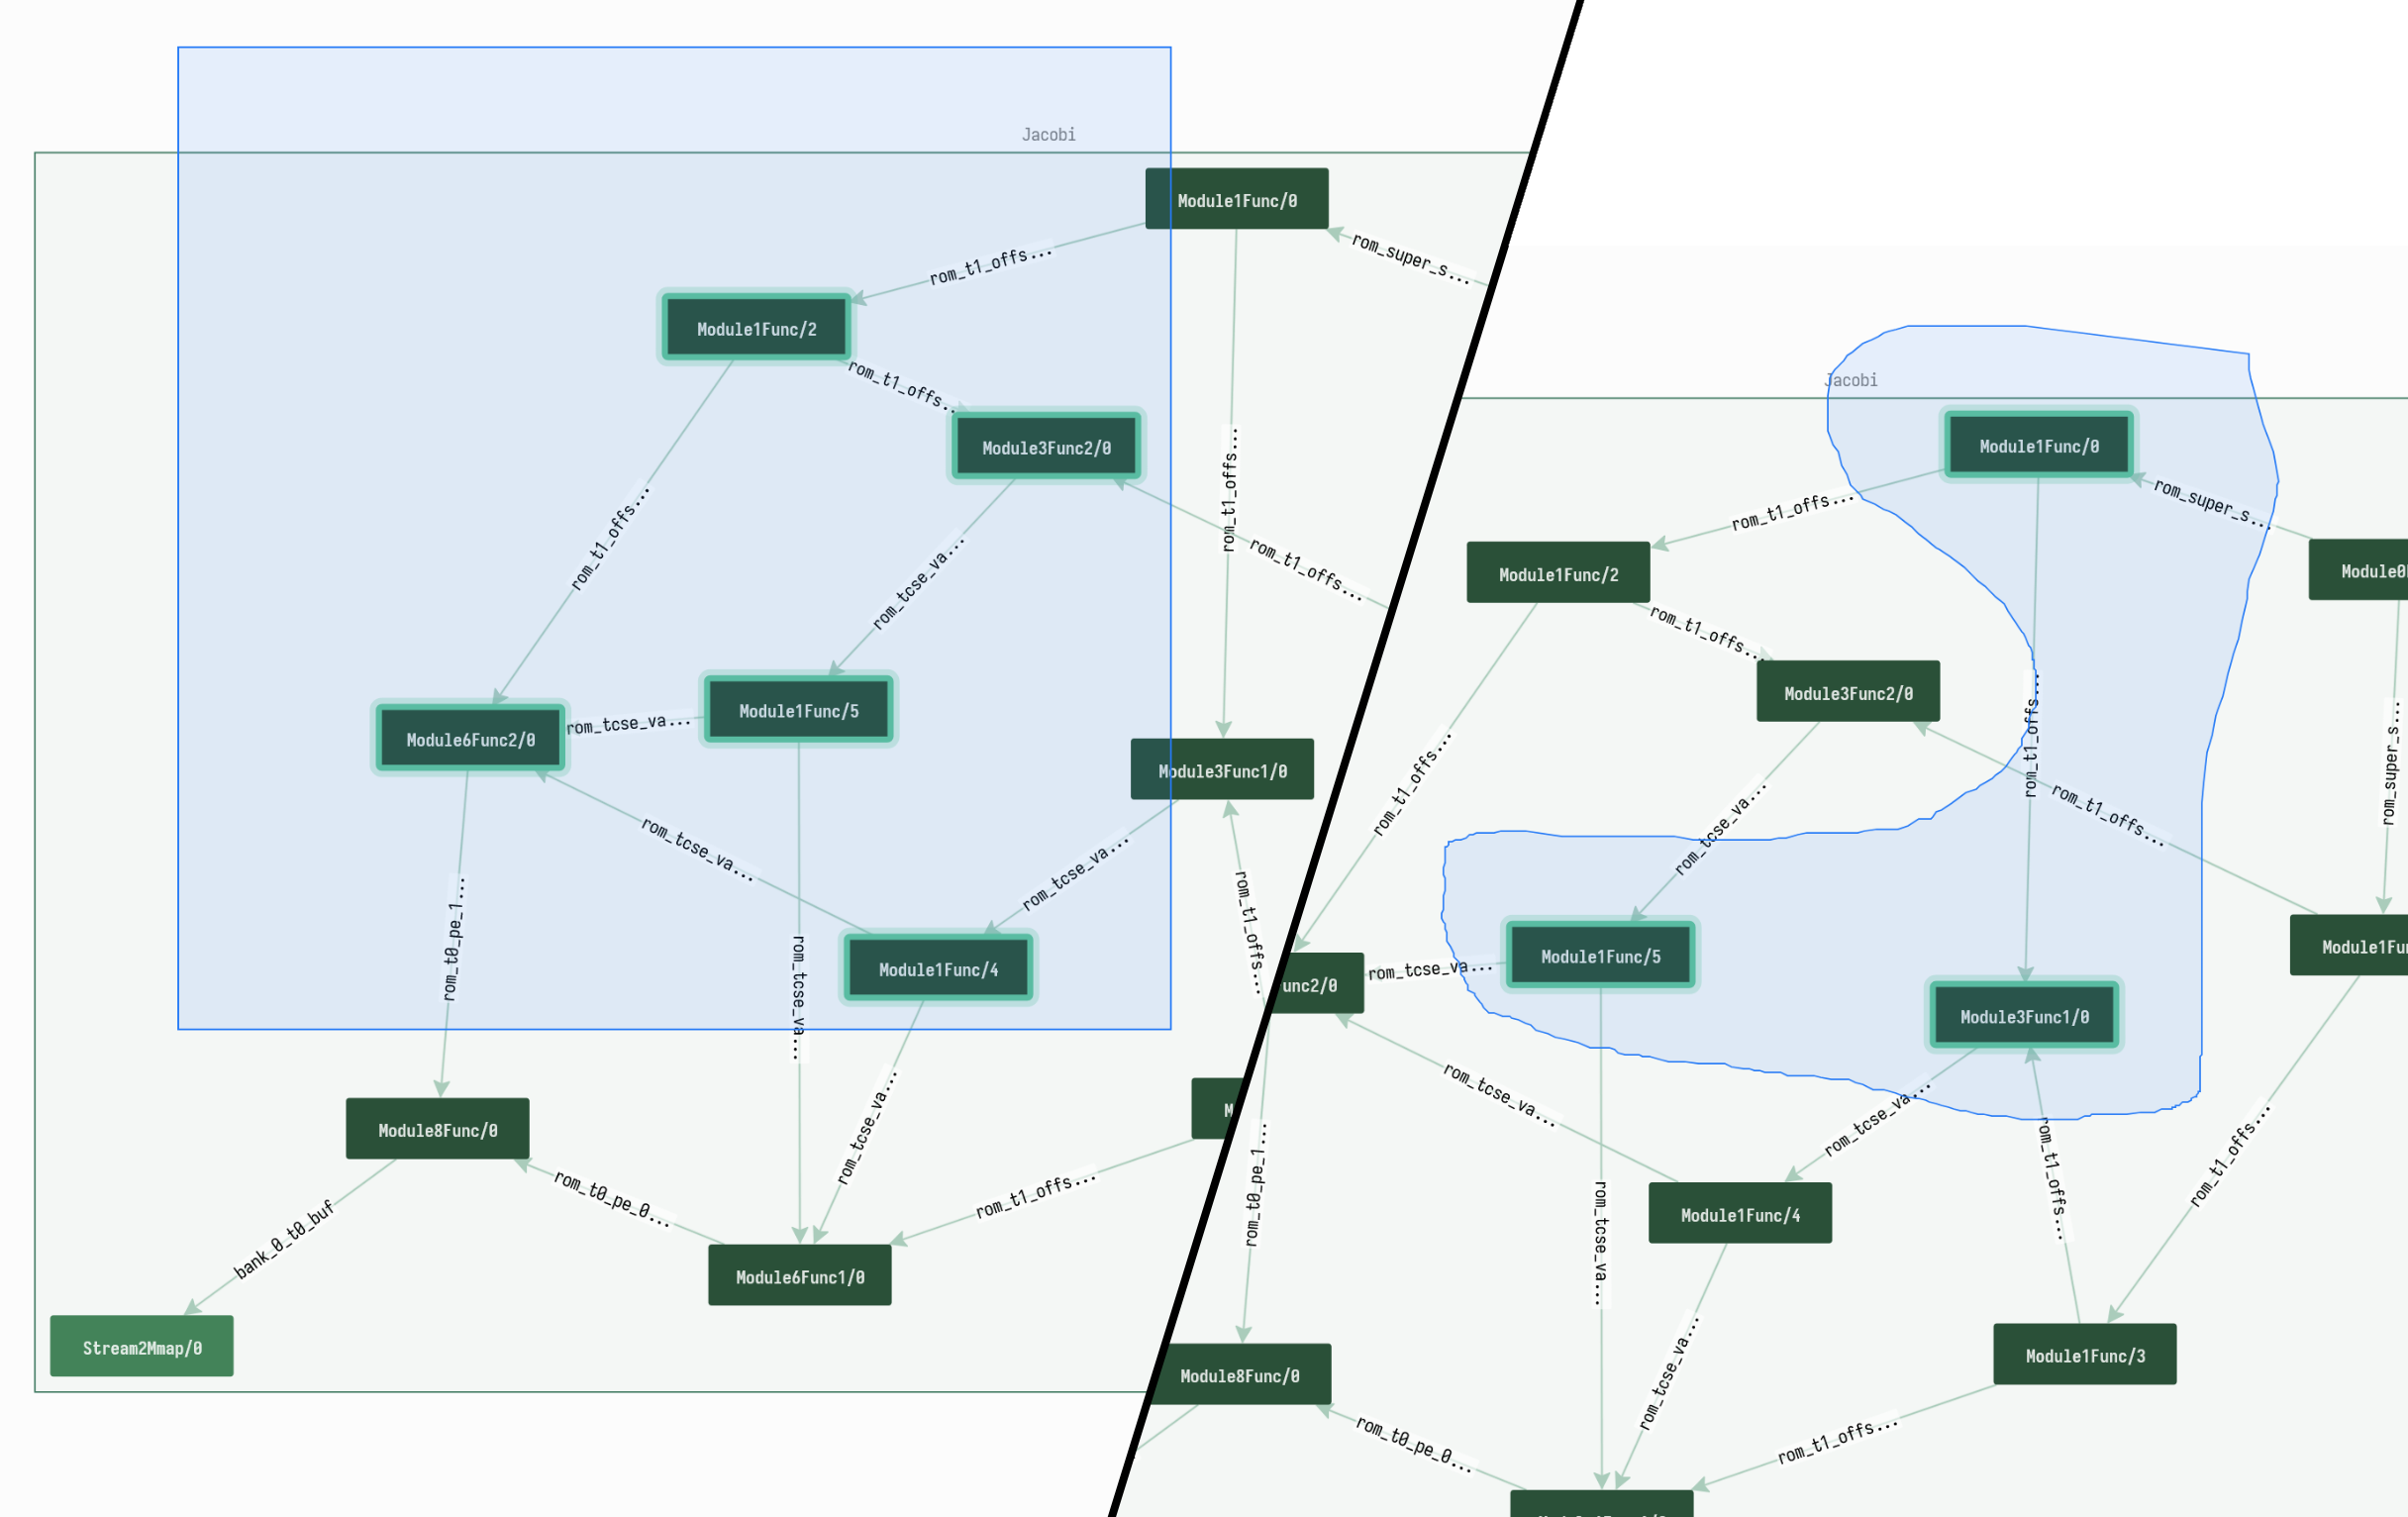 Jacobi
Module1Func/0
rom_super_s...
rom_t1_offs...
Module1Func/2
rom_t1_offs...
Module3Func2/0
rom_t1_offs...
rom_t1_offs...
rom_t1_offs...
rom_tcse_va...
Module1Func/5
rom_tcse_va...
Module6Func2/0
Module3Func1/0
rom_tcse_va...
rom_tcse_va...
rom_t1_offs...
rom_t0_pe_1...
Module1Func/4
rom_tcse_va...
rom_tcse_va...
M
Module8Func/0
rom_t0_pe_0...
rom_t1_offs...
bank_0_t0_buf
Module6Func1/0
Stream2Mmap/0
Jacobi
Module1Func/0
rom_super_s...
rom_t1_offs...
Module1Func/2
Module0
rom_t1_offs...
Module3Func2/0
rom_t1_offs...
rom_super_s...
rom_t1_offs...
rom_t1_offs...
rom_tcse_va...
Module1Fun
Module1Func/5
rom_tcse_va...
unc2/0
Module3Func1/0
rom_tcse_va...
rom_tcse_va...
rom_t1_offs...
rom_t1_offs...
rom_t0_pe_1...
Module1Func/4
rom_tcse_va...
rom_tcse_va...
Module1Func/3
Module8Func/0
rom_t0_pe_0...
rom_t1_offs...